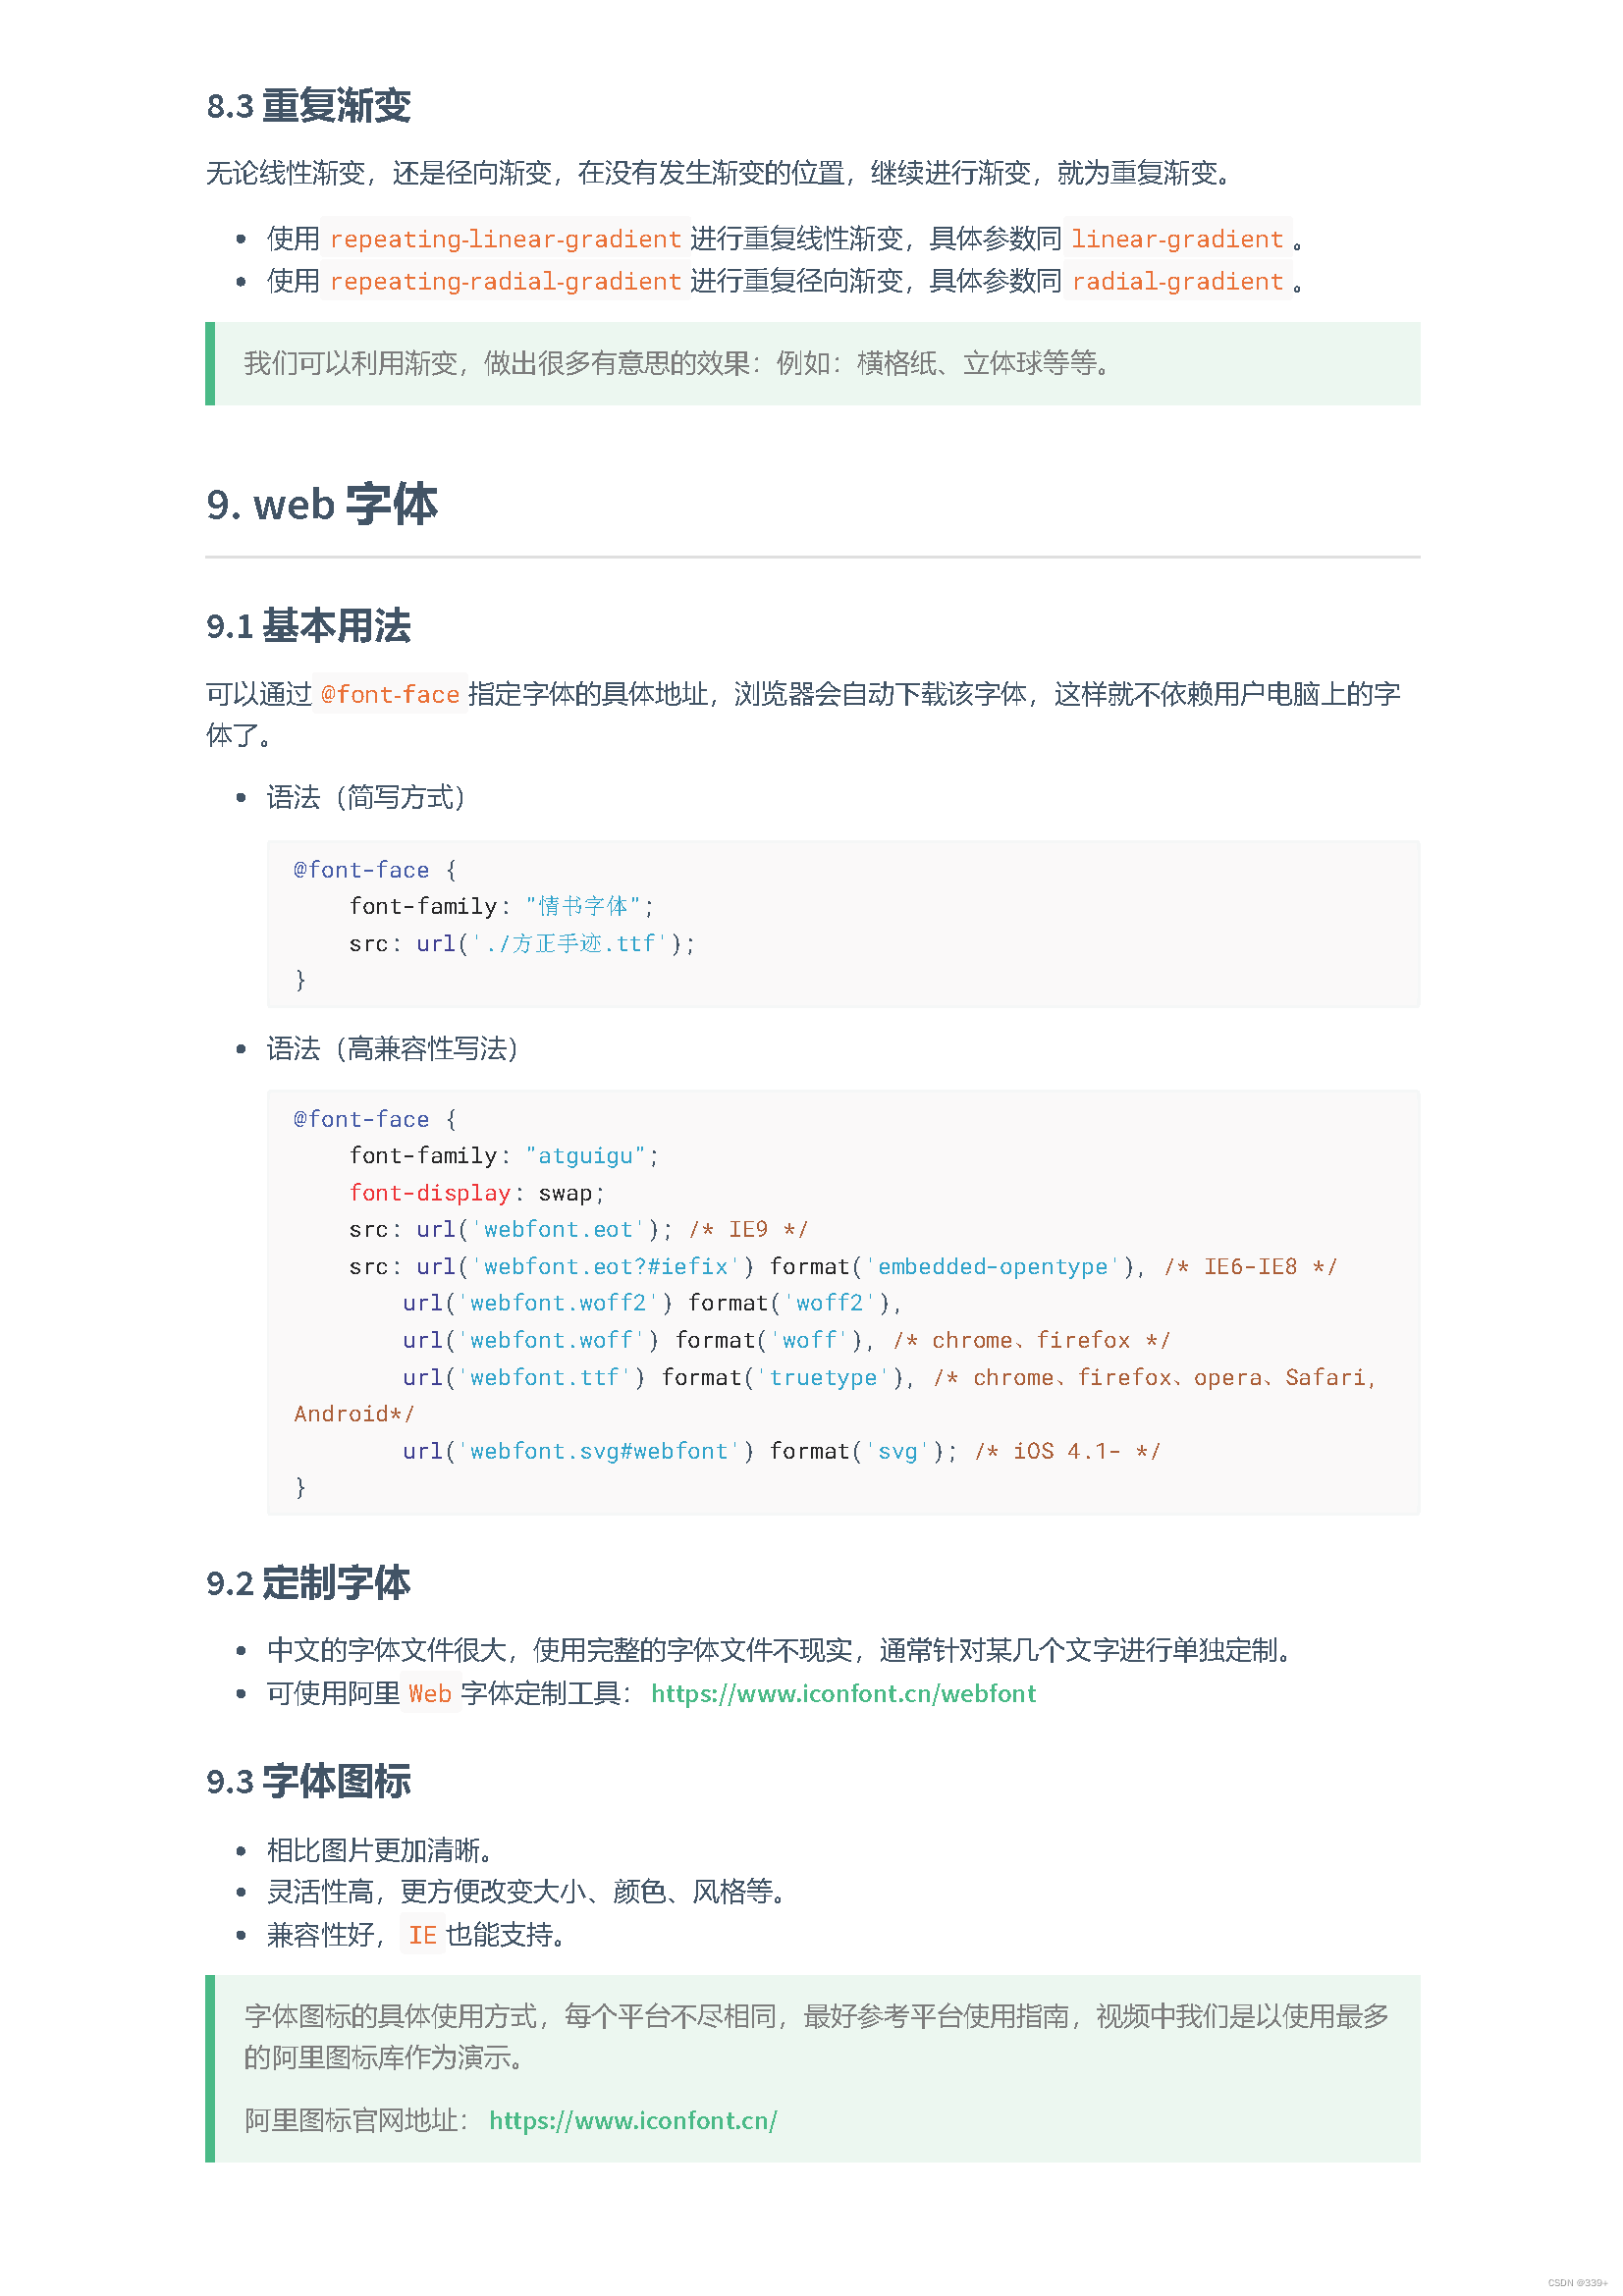 8.3 重复渐变
无论线性渐变，还是径向渐变，在没有发生渐变的位置，继续进行渐变，就为重复渐变。
使用 repeating-linear-gradient 进行重复线性渐变，具体参数同 linear-gradient 。
使用 repeating-radial-gradient 进行重复径向渐变，具体参数同 radial-gradient 。
我们可以利用渐变，做出很多有意思的效果：例如：横格纸、立体球等等。
9. web 字体
9.1 基本用法
可以通过 @font-face 指定字体的具体地址，浏览器会自动下载该字体，这样就不依赖用户电脑上的字
体了。
语法（简写方式）
@font-face {
    font-family: "情书字体";
    src: url('./方正手迹.ttf');
}
语法（高兼容性写法）
@font-face {
    font-family: "atguigu";
    font-display: swap;
    src: url('webfont.eot'); /* IE9 */
    src: url('webfont.eot?#iefix') format('embedded-opentype'), /* IE6-IE8 */
        url('webfont.woff2') format('woff2'),
        url('webfont.woff') format('woff'), /* chrome、firefox */
        url('webfont.ttf') format('truetype'), /* chrome、firefox、opera、Safari,
Android*/
        url('webfont.svg#webfont') format('svg'); /* iOS 4.1- */
}
9.2 定制字体
中文的字体文件很大，使用完整的字体文件不现实，通常针对某几个文字进行单独定制。
可使用阿里 Web 字体定制工具： https://www.iconfont.cn/webfont
9.3 字体图标
相比图片更加清晰。
灵活性高，更方便改变大小、颜色、风格等。
兼容性好， IE 也能支持。
字体图标的具体使用方式，每个平台不尽相同，最好参考平台使用指南，视频中我们是以使用最多
的阿里图标库作为演示。
阿里图标官网地址： https://www.iconfont.cn/
CSDN @339+